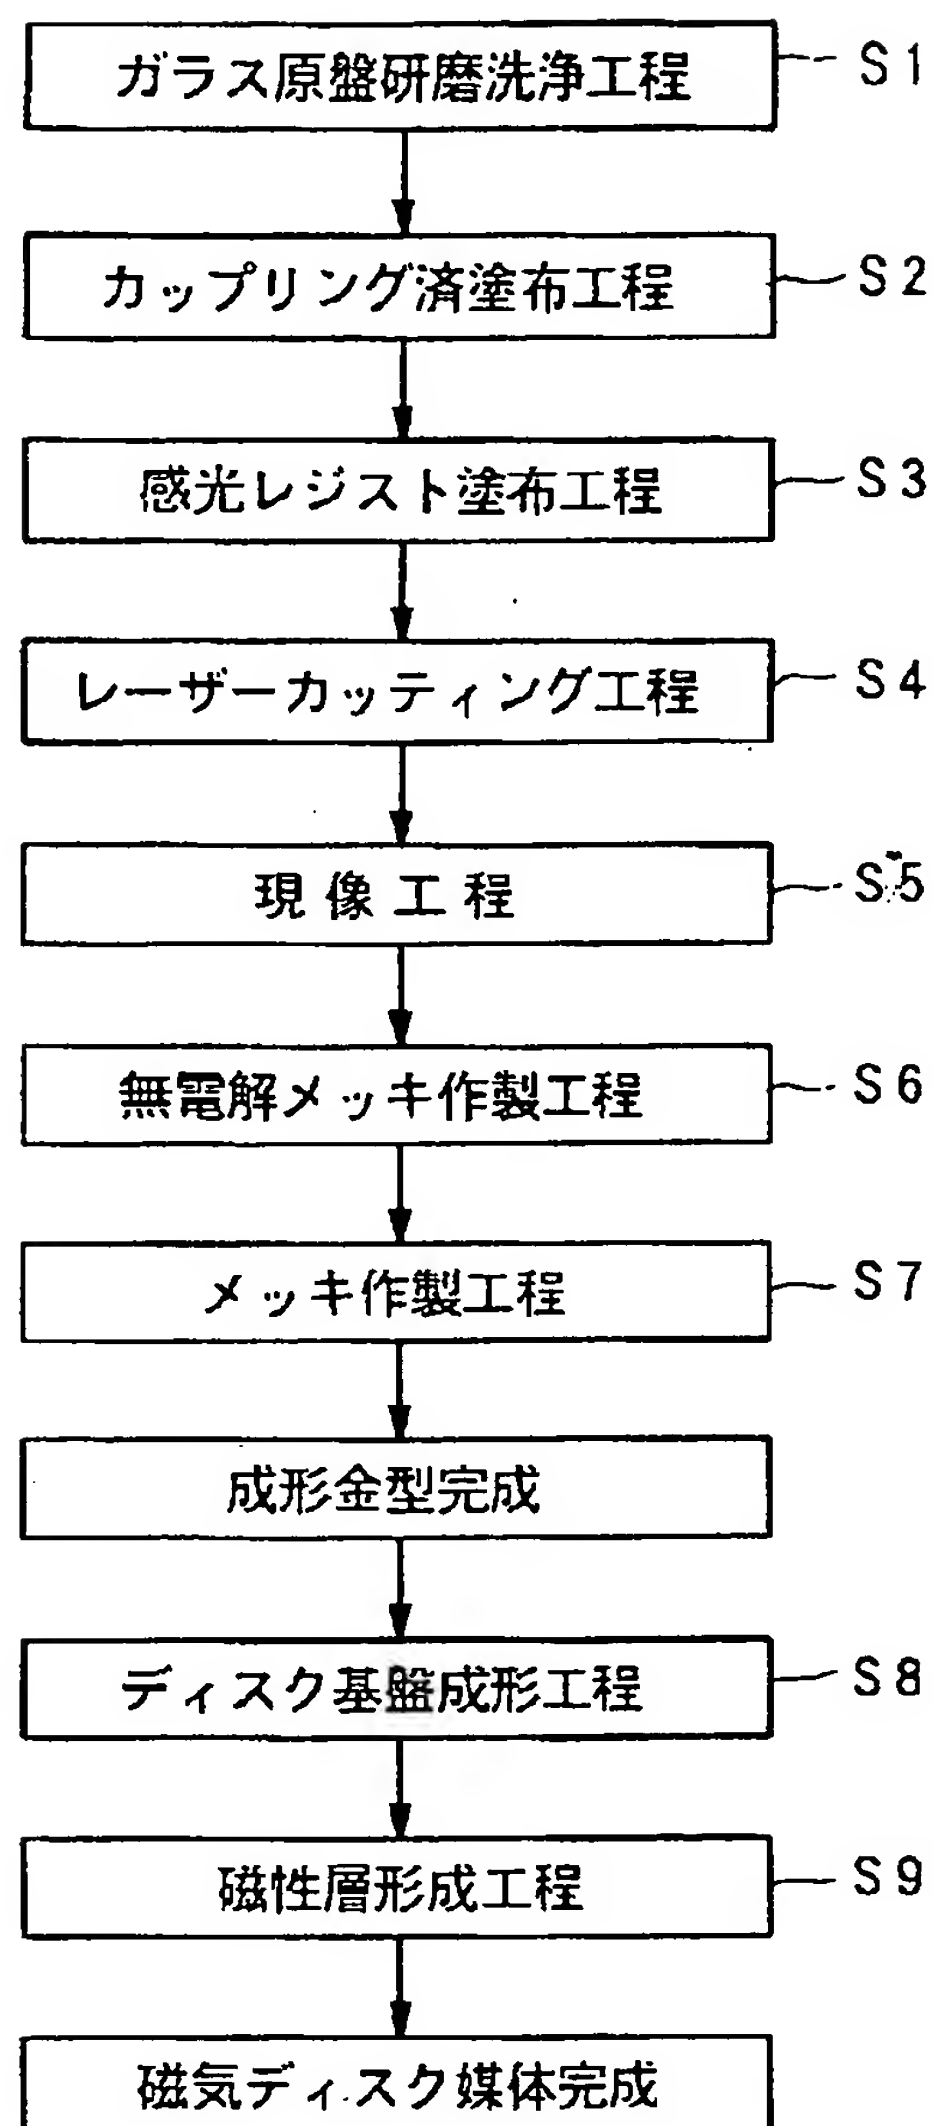 ガラス原盤研磨洗浄工程
S1
カップリング済塗布工程
S2
感光レジスト塗布工程
S3
レーザーカッティング工程
S4
現像工程
S5
無電解メッキ作製工程
S6
メッキ作製工程
S7
成形金型完成
ディスク基盤成形工程
S8
磁性層形成工程
S9
磁気ディスク媒体完成